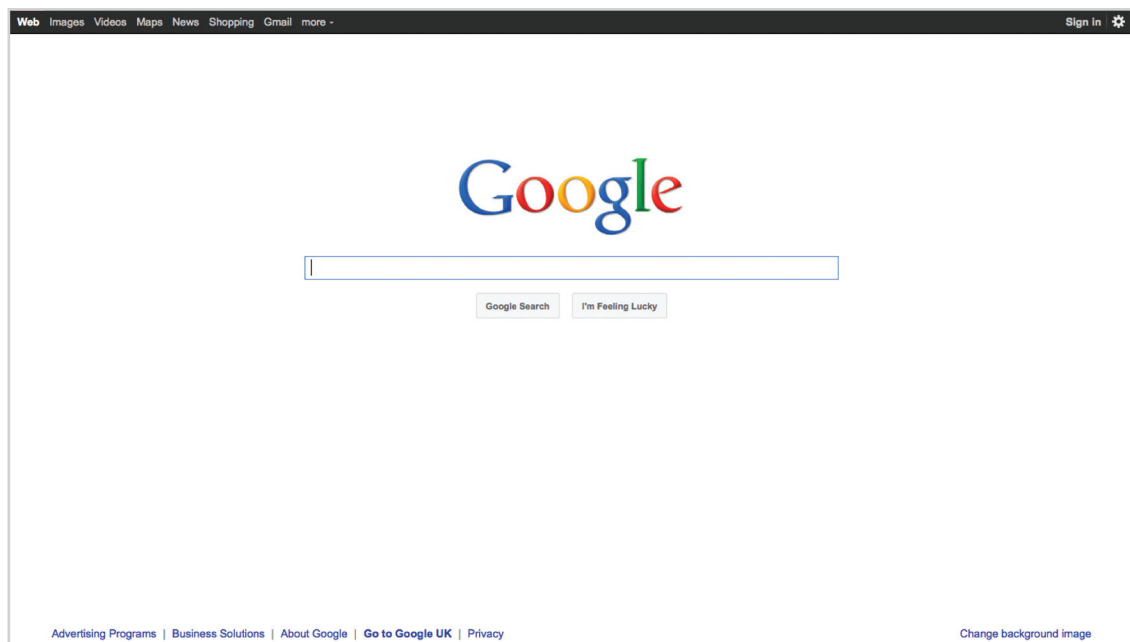 Web Images Videos Maps News Shopping Gmail more
Sign in
Google
Google Search I'm Feeling Lucky
Advertising Programs | Business Solutions | About Google | Go to Google UK | Privacy
Change background image